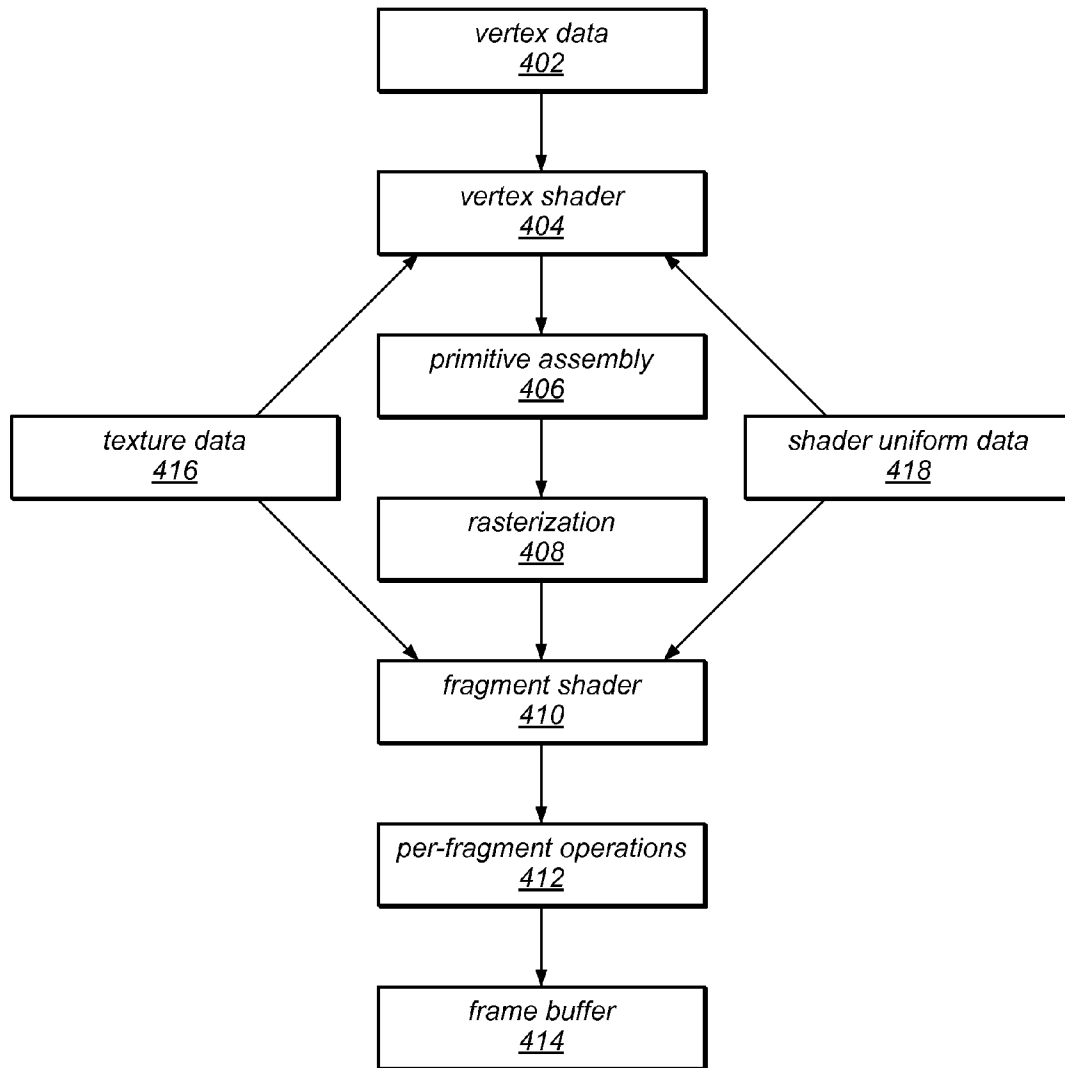 vertex data
402
vertex shader
404
primitive assembly
406
texture data
416
shader uniform data
418
rasterization
408
fragment shader
410
per-fragment operations
412
frame buffer
414